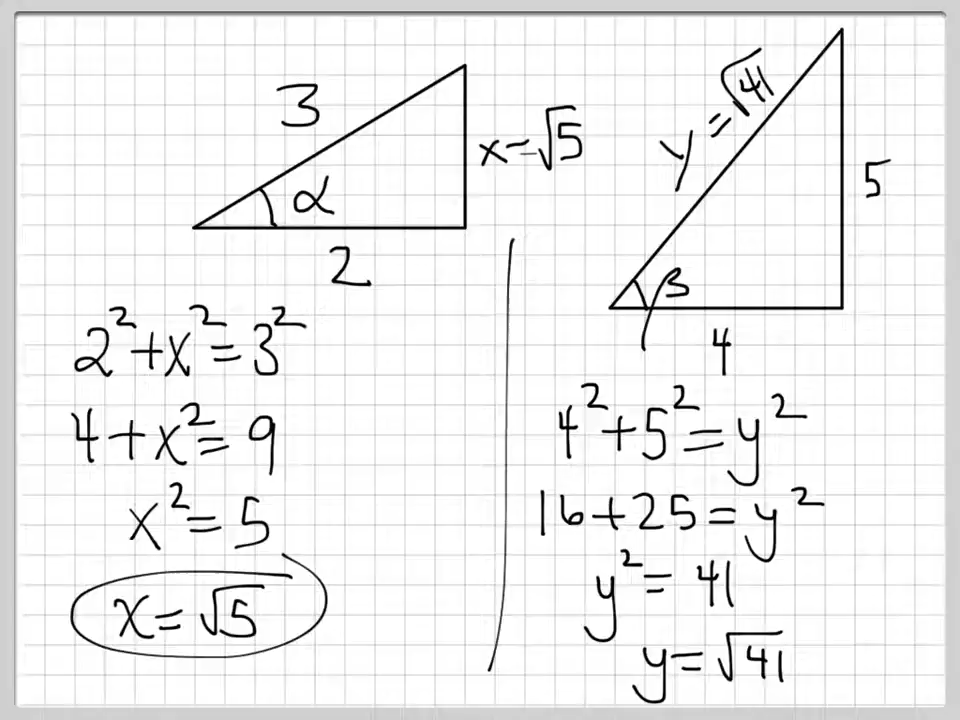 3
x=√5
α
2
2²+x²=3²
4+x²=9
x²=5
x=√5
y=√41
5
β
4
4²+5²=y²
16+25=y²
y²=41
y=√41